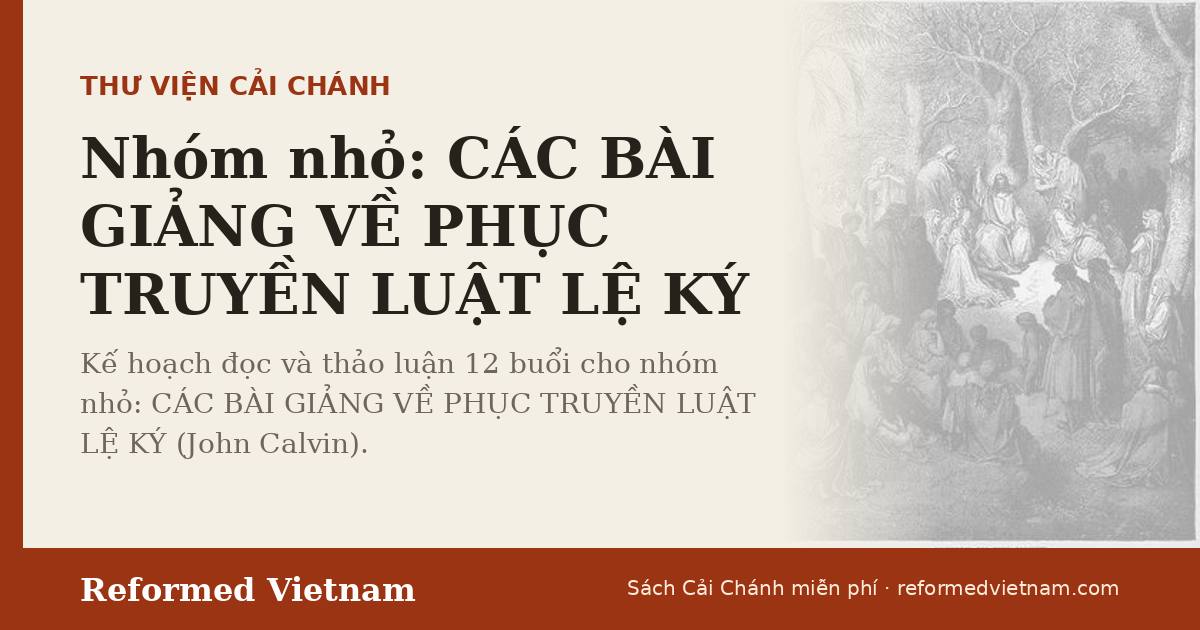 THƯ VIỆN CẢI CHÁNH
Nhóm nhỏ: CÁC BÀI
GIẢNG VỀ PHỤC
TRUYỀN LUẬT LỆ KÝ
Kế hoạch đọc và thảo luận 12 buổi cho nhóm
nhỏ: CÁC BÀI GIẢNG VỀ PHỤC TRUYỀN LUẬT
LỆ KÝ (John Calvin).
Reformed Vietnam
Sách Cải Chánh miễn phí · reformedvietnam.com